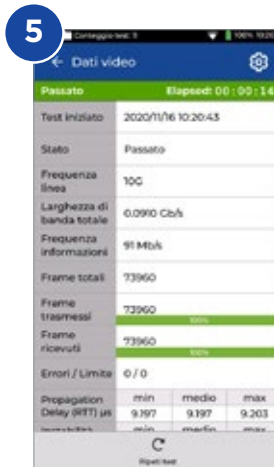 5
Conteggio test: 1
100% 10:26
← Dati video
Passato Elapsed: 00:00:14
Test iniziato 2020/11/16 10:20:43
Stato Passato
Frequenza linea 10G
Larghezza di banda totale 0.0910 Gb/s
Frequenza informazioni 91 Mb/s
Frame totali 73960
Frame trasmessi 73960
100%
Frame ricevuti 73960
100%
Errori / Limite 0 / 0
Propagation Delay (RTT) µs min medio max
9.197 9.197 9.203
min medio max
Ripeti test